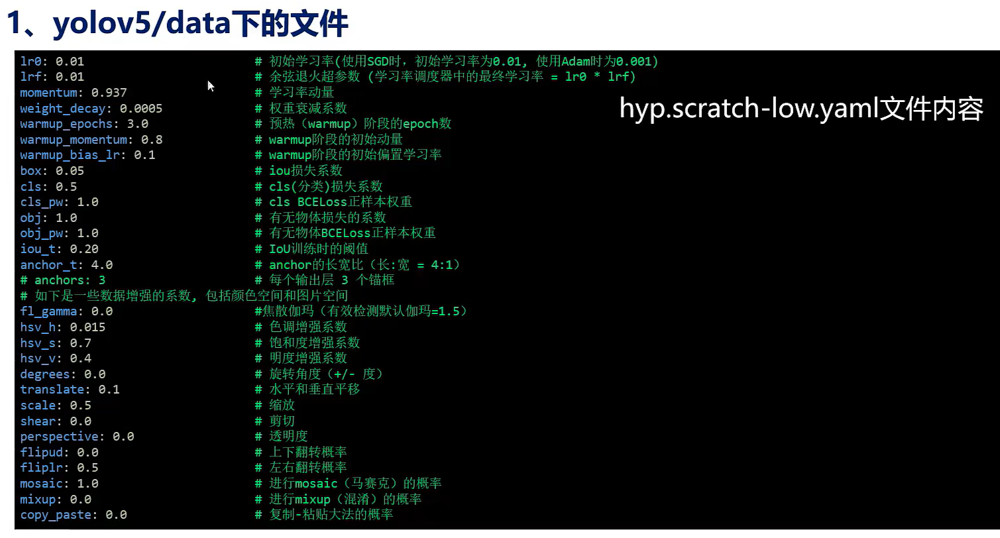 1、yolov5/data下的文件
lr0: 0.01 # 初始学习率(使用SGD时，初始学习率为0.01, 使用Adam时为0.001)
lrf: 0.01 # 余弦退火超参数 (学习率调度器中的最终学习率 = lr0 * lrf)
momentum: 0.937 # 学习率动量
weight_decay: 0.0005 # 权重衰减系数
hyp.scratch-low.yaml文件内容
warmup_epochs: 3.0 # 预热（warmup）阶段的epoch数
warmup_momentum: 0.8 # warmup阶段的初始动量
warmup_bias_lr: 0.1 # warmup阶段的初始偏置学习率
box: 0.05 # iou损失系数
cls: 0.5 # cls(分类)损失系数
cls_pw: 1.0 # cls BCELoss正样本权重
obj: 1.0 # 有无物体损失的系数
obj_pw: 1.0 # 有无物体BCELoss正样本权重
iou_t: 0.20 # IoU训练时的阈值
anchor_t: 4.0 # anchor的长宽比（长:宽 = 4:1）
# anchors: 3 # 每个输出层 3 个锚框
# 如下是一些数据增强的系数, 包括颜色空间和图片空间
fl_gamma: 0.0 #焦散伽玛（有效检测默认伽玛=1.5）
hsv_h: 0.015 # 色调增强系数
hsv_s: 0.7 # 饱和度增强系数
hsv_v: 0.4 # 明度增强系数
degrees: 0.0 # 旋转角度（+/- 度）
translate: 0.1 # 水平和垂直平移
scale: 0.5 # 缩放
shear: 0.0 # 剪切
perspective: 0.0 # 透明度
flipud: 0.0 # 上下翻转概率
fliplr: 0.5 # 左右翻转概率
mosaic: 1.0 # 进行mosaic（马赛克）的概率
mixup: 0.0 # 进行mixup（混淆）的概率
copy_paste: 0.0 # 复制-粘贴大法的概率